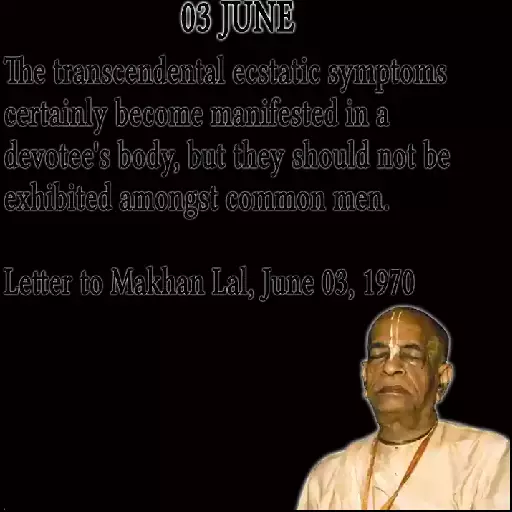 03 JUNE
The transcendental ecstatic symptoms
certainly become manifested in a
devotee's body, but they should not be
exhibited amongst common men.
Letter to Makhan Lal, June 03, 1970